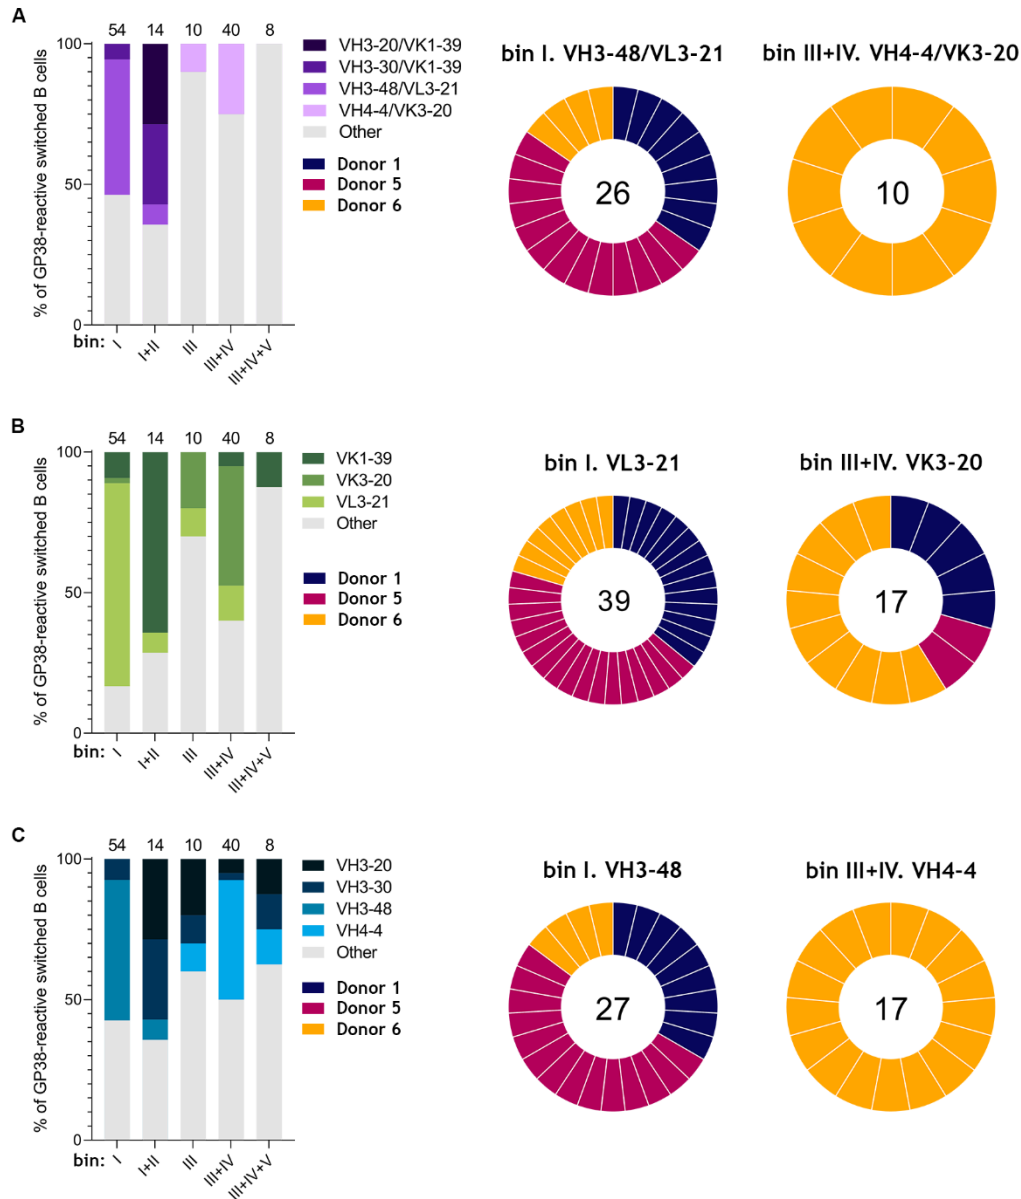 A
54 14 10 40 8
% of GP38-reactive switched B cells
100
50
0
bin: I I+II III III+IV III+IV+V
VH3-20/VK1-39
VH3-30/VK1-39
VH3-48/VL3-21
VH4-4/VK3-20
Other
Donor 1
Donor 5
Donor 6
bin I. VH3-48/VL3-21
26
bin III+IV. VH4-4/VK3-20
10
B
54 14 10 40 8
% of GP38-reactive switched B cells
100
50
0
bin: I I+II III III+IV III+IV+V
VK1-39
VK3-20
VL3-21
Other
Donor 1
Donor 5
Donor 6
bin I. VL3-21
39
bin III+IV. VK3-20
17
C
54 14 10 40 8
% of GP38-reactive switched B cells
100
50
0
bin: I I+II III III+IV III+IV+V
VH3-20
VH3-30
VH3-48
VH4-4
Other
Donor 1
Donor 5
Donor 6
bin I. VH3-48
27
bin III+IV. VH4-4
17